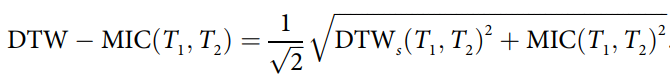 DTW − MIC(T₁, T₂) = 1/√2 √(DTWₛ(T₁, T₂)² + MIC(T₁, T₂)²).